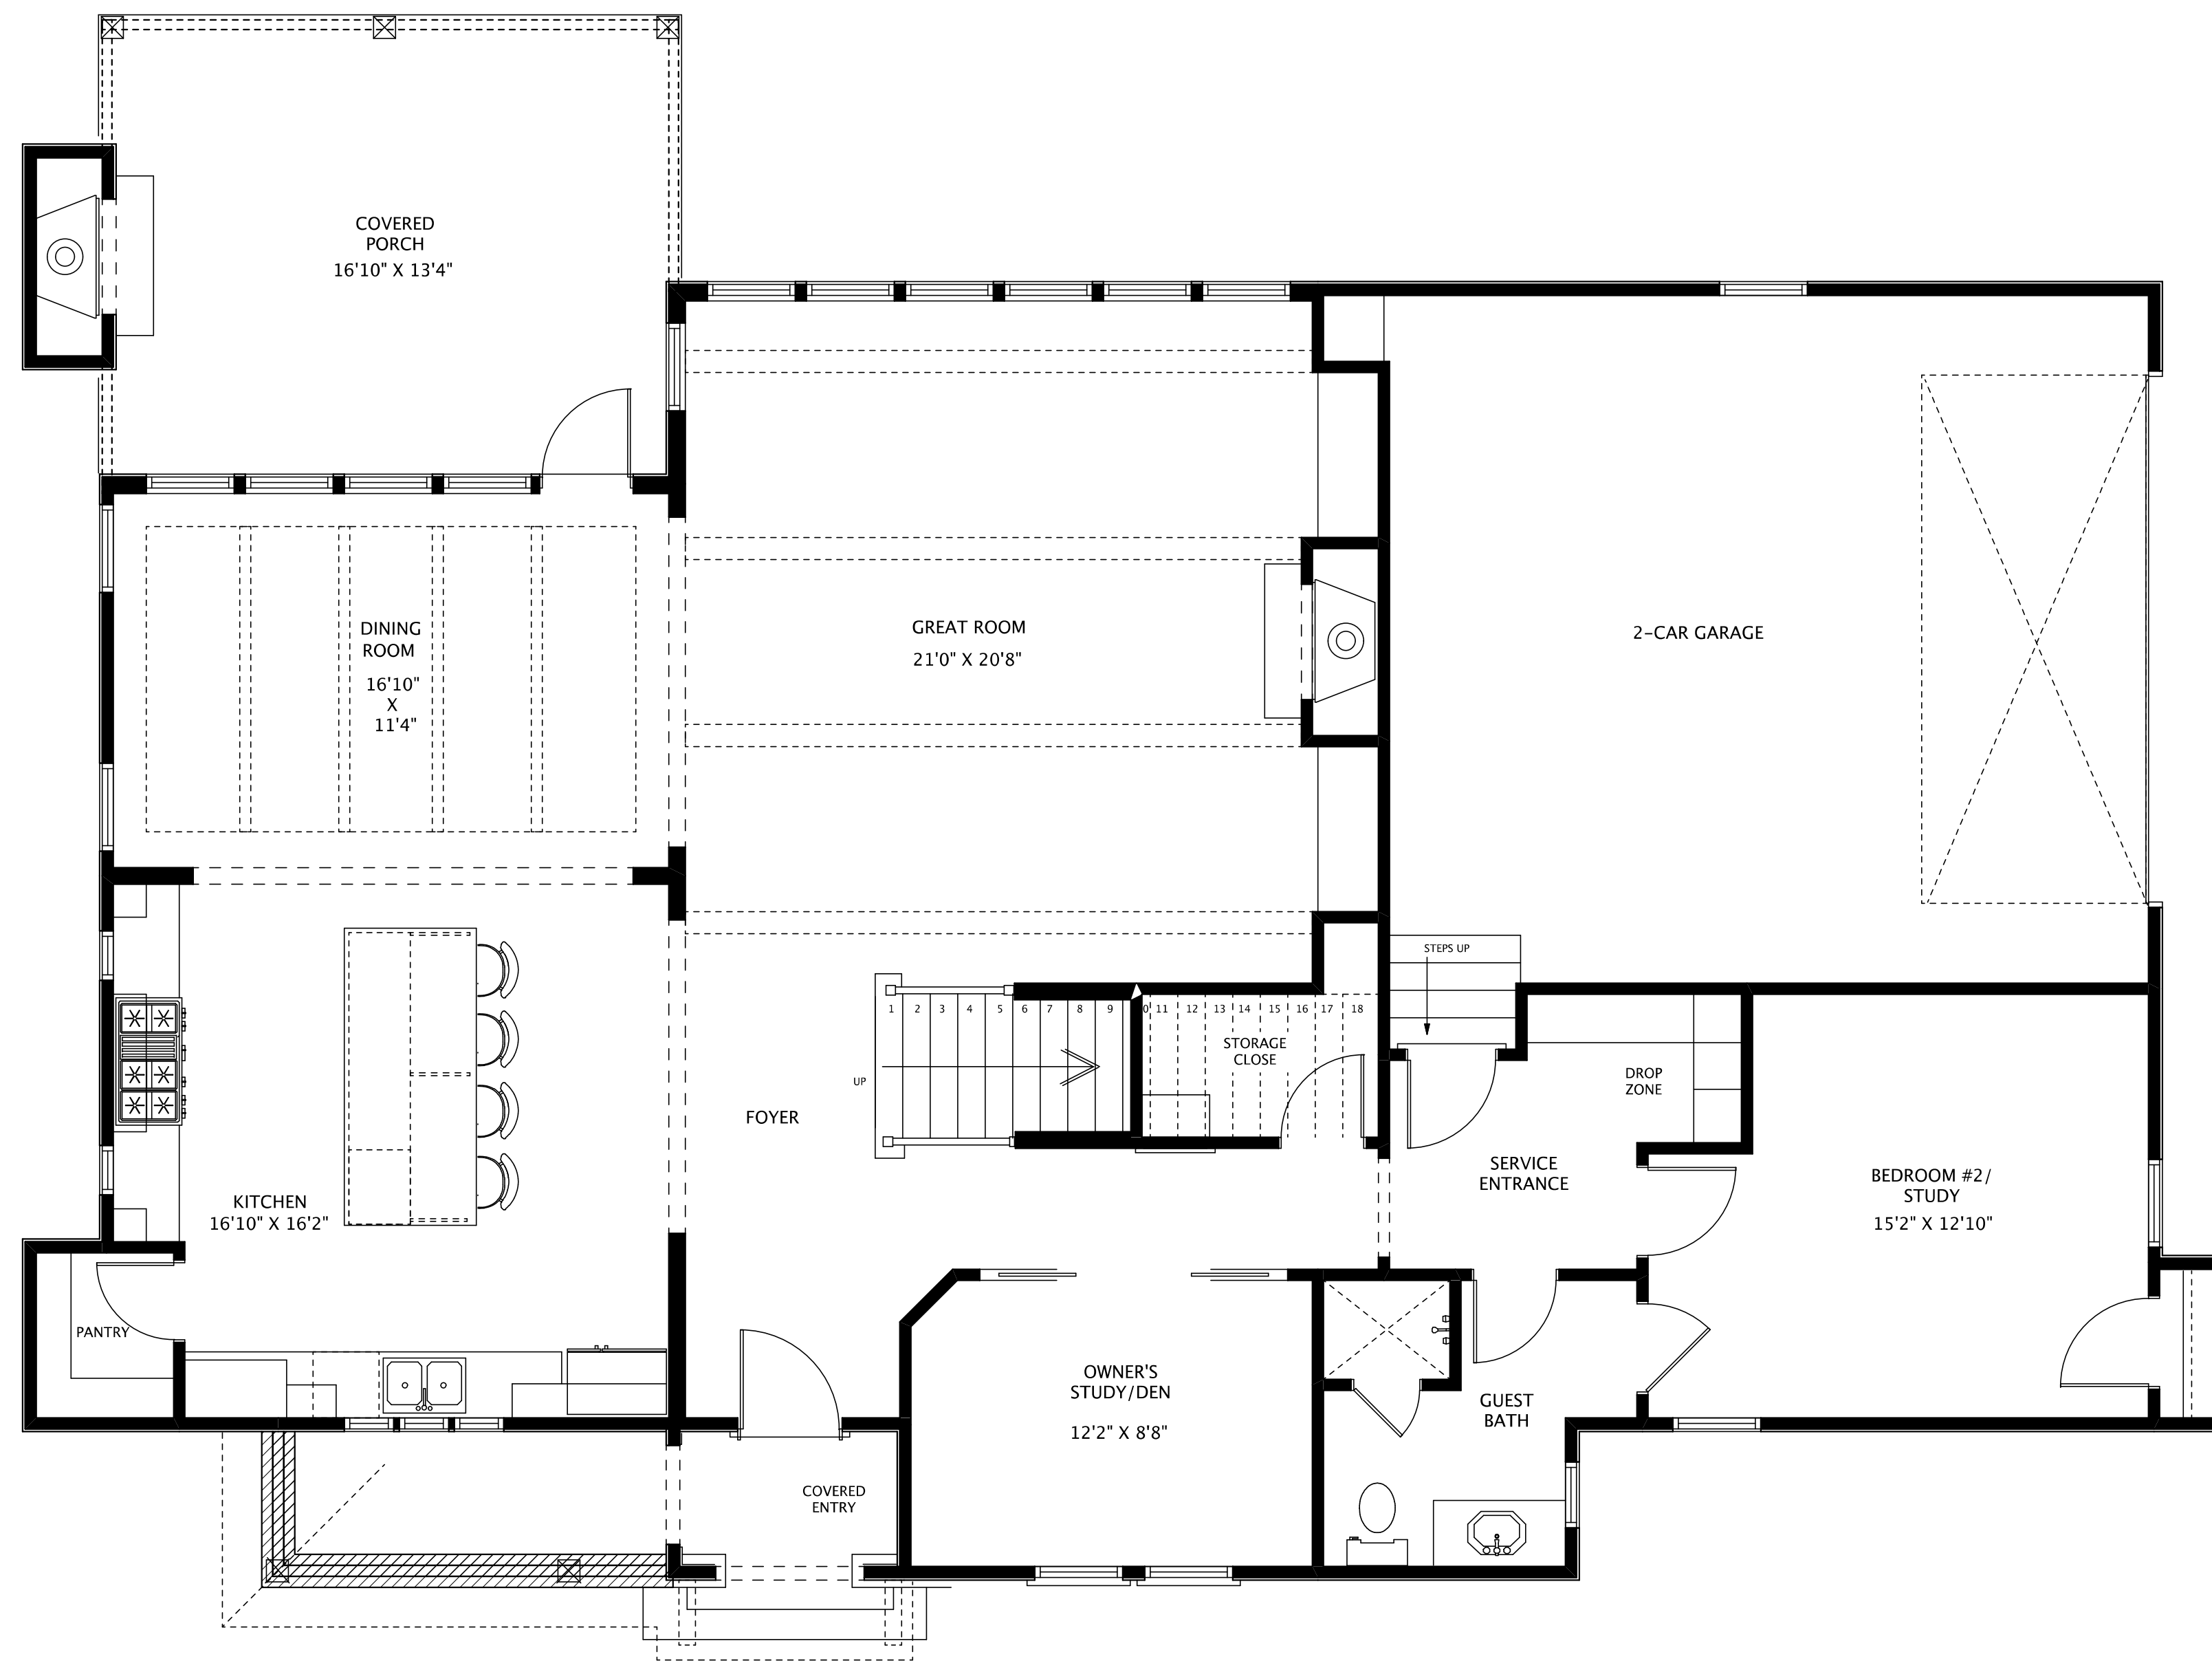 COVERED
PORCH
16'10" X 13'4"
DINING
ROOM
16'10"
X
11'4"
GREAT ROOM
21'0" X 20'8"
2-CAR GARAGE
STEPS UP
1 2 3 4 5 6 7 8 9 0 11 12 13 14 15 16 17 18
STORAGE
CLOSE
UP
DROP
ZONE
FOYER
SERVICE
ENTRANCE
BEDROOM #2/
STUDY
15'2" X 12'10"
KITCHEN
16'10" X 16'2"
PANTRY
OWNER'S
STUDY/DEN
12'2" X 8'8"
GUEST
BATH
COVERED
ENTRY